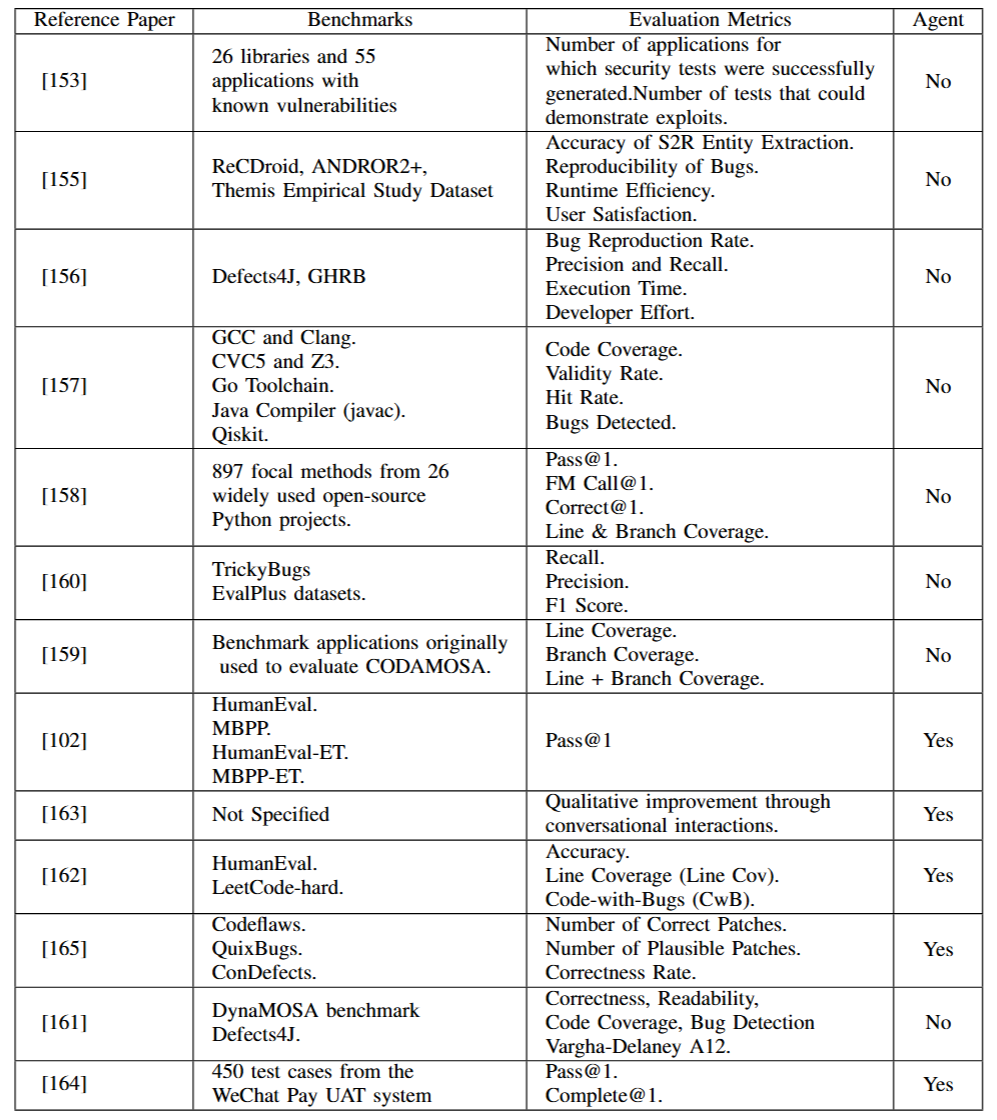 Reference Paper Benchmarks Evaluation Metrics Agent
[153]
26 libraries and 55
applications with
known vulnerabilities
Number of applications for
which security tests were successfully
generated.Number of tests that could
demonstrate exploits.
No
[155]
ReCDroid, ANDROR2+,
Themis Empirical Study Dataset
Accuracy of S2R Entity Extraction.
Reproducibility of Bugs.
Runtime Efficiency.
User Satisfaction.
No
[156]
Defects4J, GHRB
Bug Reproduction Rate.
Precision and Recall.
Execution Time.
Developer Effort.
No
[157]
GCC and Clang.
CVC5 and Z3.
Go Toolchain.
Java Compiler (javac).
Qiskit.
Code Coverage.
Validity Rate.
Hit Rate.
Bugs Detected.
No
[158]
897 focal methods from 26
widely used open-source
Python projects.
Pass@1.
FM Call@1.
Correct@1.
Line & Branch Coverage.
No
[160]
TrickyBugs
EvalPlus datasets.
Recall.
Precision.
F1 Score.
No
[159]
Benchmark applications originally
used to evaluate CODAMOSA.
Line Coverage.
Branch Coverage.
Line + Branch Coverage.
No
[102]
HumanEval.
MBPP.
HumanEval-ET.
MBPP-ET.
Pass@1
Yes
[163]
Not Specified
Qualitative improvement through
conversational interactions.
Yes
[162]
HumanEval.
LeetCode-hard.
Accuracy.
Line Coverage (Line Cov).
Code-with-Bugs (CwB).
Yes
[165]
Codeflaws.
QuixBugs.
ConDefects.
Number of Correct Patches.
Number of Plausible Patches.
Correctness Rate.
Yes
[161]
DynaMOSA benchmark
Defects4J.
Correctness, Readability,
Code Coverage, Bug Detection
Vargha-Delaney A12.
No
[164]
450 test cases from the
WeChat Pay UAT system
Pass@1.
Complete@1.
Yes